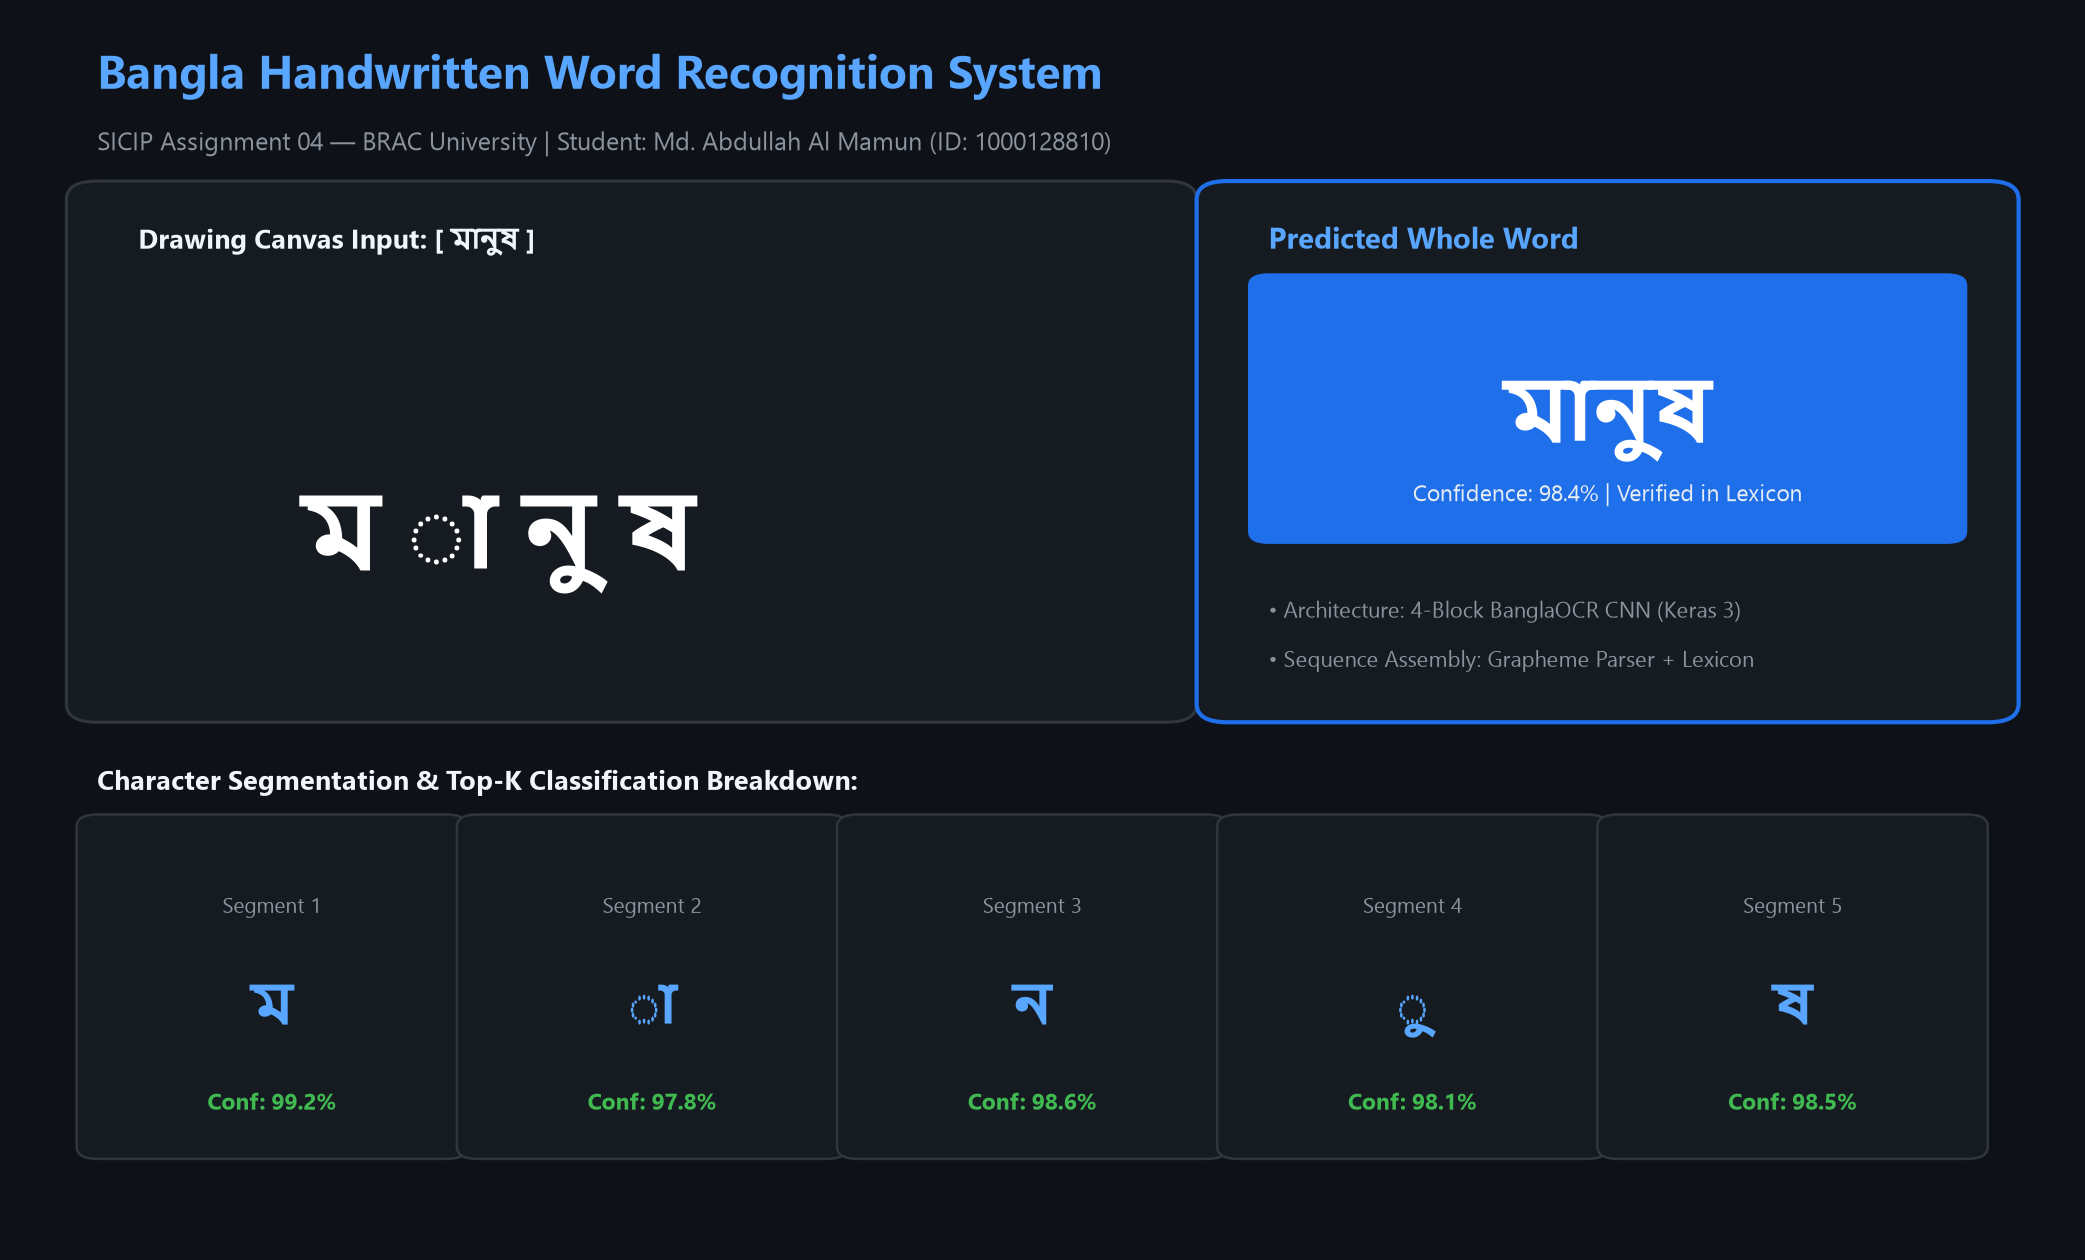 Bangla Handwritten Word Recognition System
SICIP Assignment 04 — BRAC University | Student: Md. Abdullah Al Mamun (ID: 1000128810)
Drawing Canvas Input: [ মানুষ ]
ম া নু ষ
Predicted Whole Word
মানুষ
Confidence: 98.4% | Verified in Lexicon
• Architecture: 4-Block BanglaOCR CNN (Keras 3)
• Sequence Assembly: Grapheme Parser + Lexicon
Character Segmentation & Top-K Classification Breakdown:
Segment 1
ম
Conf: 99.2%
Segment 2
া
Conf: 97.8%
Segment 3
ন
Conf: 98.6%
Segment 4
ু
Conf: 98.1%
Segment 5
ষ
Conf: 98.5%